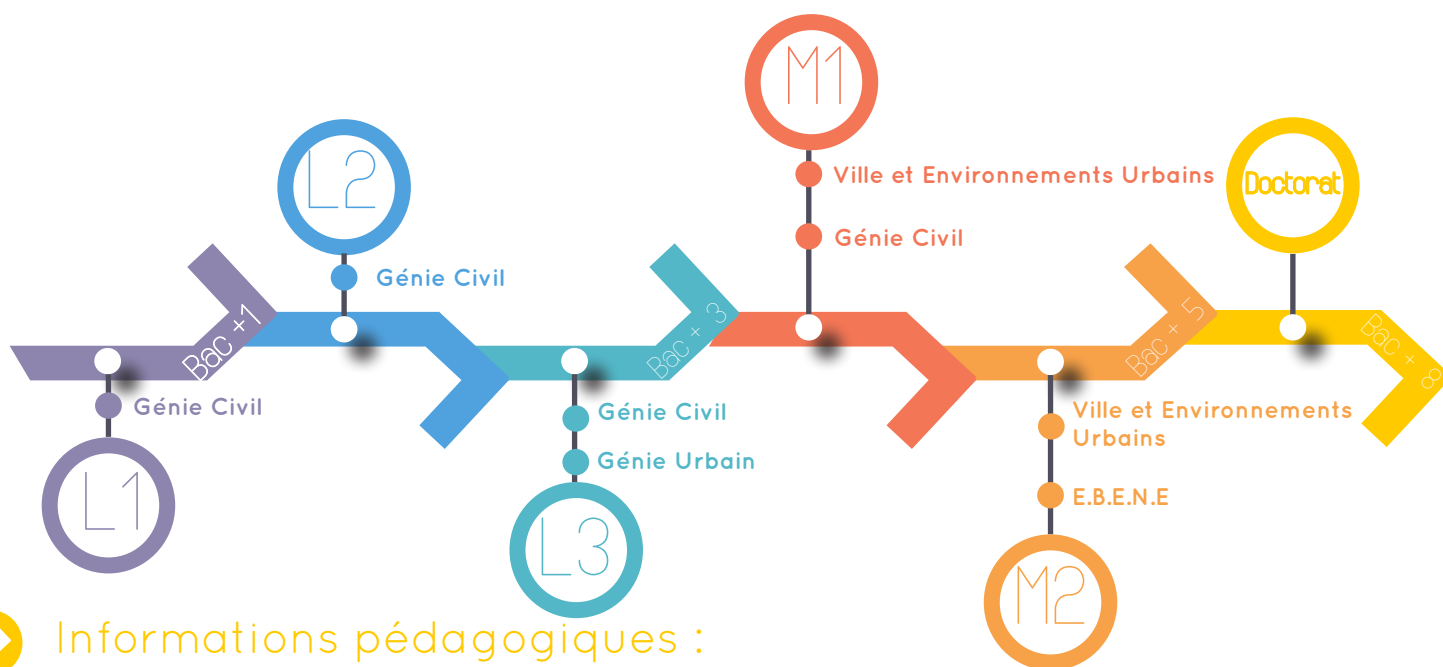 M1
L2
Doctorat
Ville et Environnements Urbains
Génie Civil
Génie Civil
Bac +1
Bac + 3
Bac + 5
Bac + 8
Génie Civil
Génie Civil
Génie Urbain
Ville et Environnements
Urbains
E.B.E.N.E
L1
L3
M2
Informations pédagogiques :